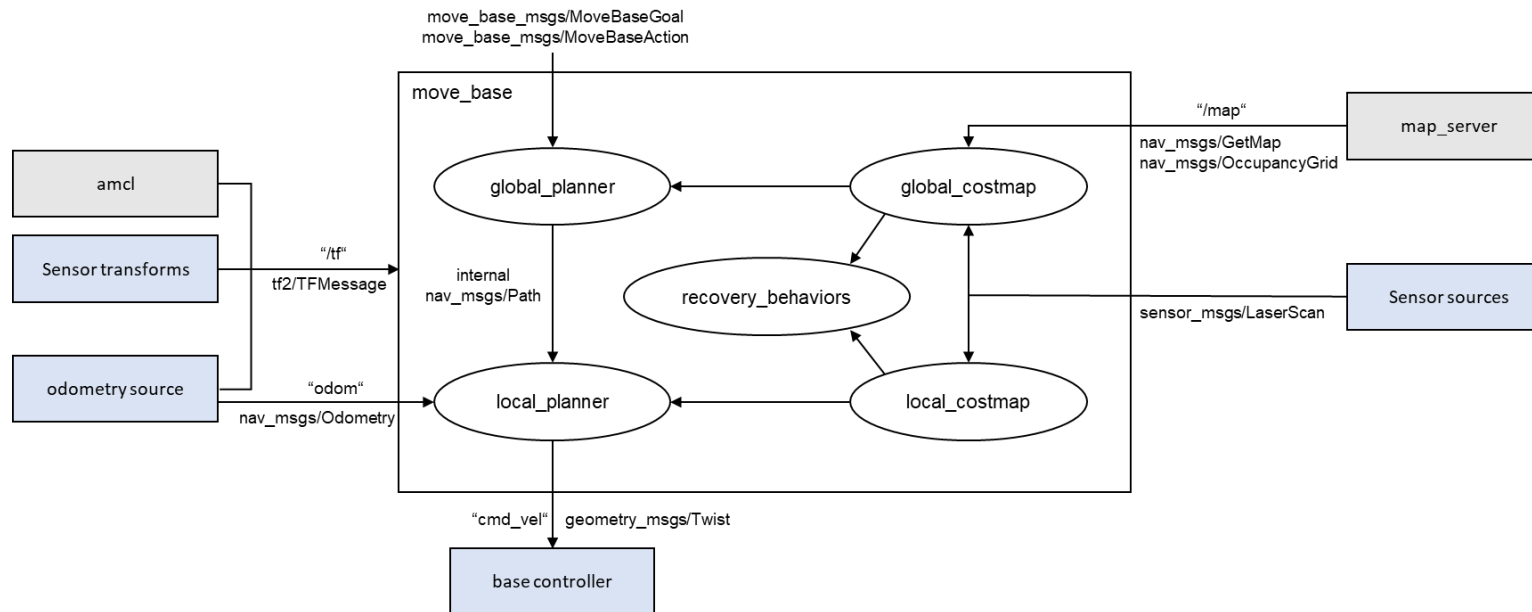 move_base_msgs/MoveBaseGoal
move_base_msgs/MoveBaseAction
move_base
“/map“
map_server
nav_msgs/GetMap
nav_msgs/OccupancyGrid
amcl
global_planner
global_costmap
Sensor transforms
“/tf“
tf2/TFMessage
internal
nav_msgs/Path
recovery_behaviors
Sensor sources
sensor_msgs/LaserScan
odometry source
“odom“
nav_msgs/Odometry
local_planner
local_costmap
“cmd_vel“
geometry_msgs/Twist
base controller